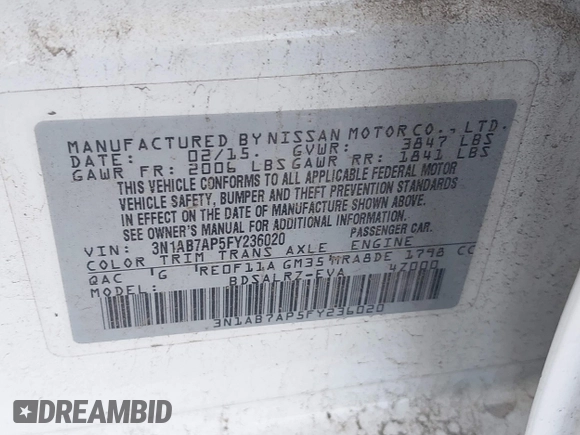 MANUFACTURED BY NISSAN MOTOR CO., LTD.
DATE: 02/15. GVWR: 3847 LBS
GAWR FR: 2006 LBS GAWR RR: 1841 LBS
THIS VEHICLE CONFORMS TO ALL APPLICABLE FEDERAL MOTOR
VEHICLE SAFETY, BUMPER AND THEFT PREVENTION STANDARDS
IN EFFECT ON THE DATE OF MANUFACTURE SHOWN ABOVE.
SEE OWNER'S MANUAL FOR ADDITIONAL INFORMATION.
VIN: 3N1AB7AP5FY236020 PASSENGER CAR.
COLOR TRIM TRANS AXLE ENGINE
QAC G RE0F11A GM35 MRA8DE 1798 CC
MODEL: BDSALRZ-EVA 4Z000
3N1AB7AP5FY236020
DREAMBID